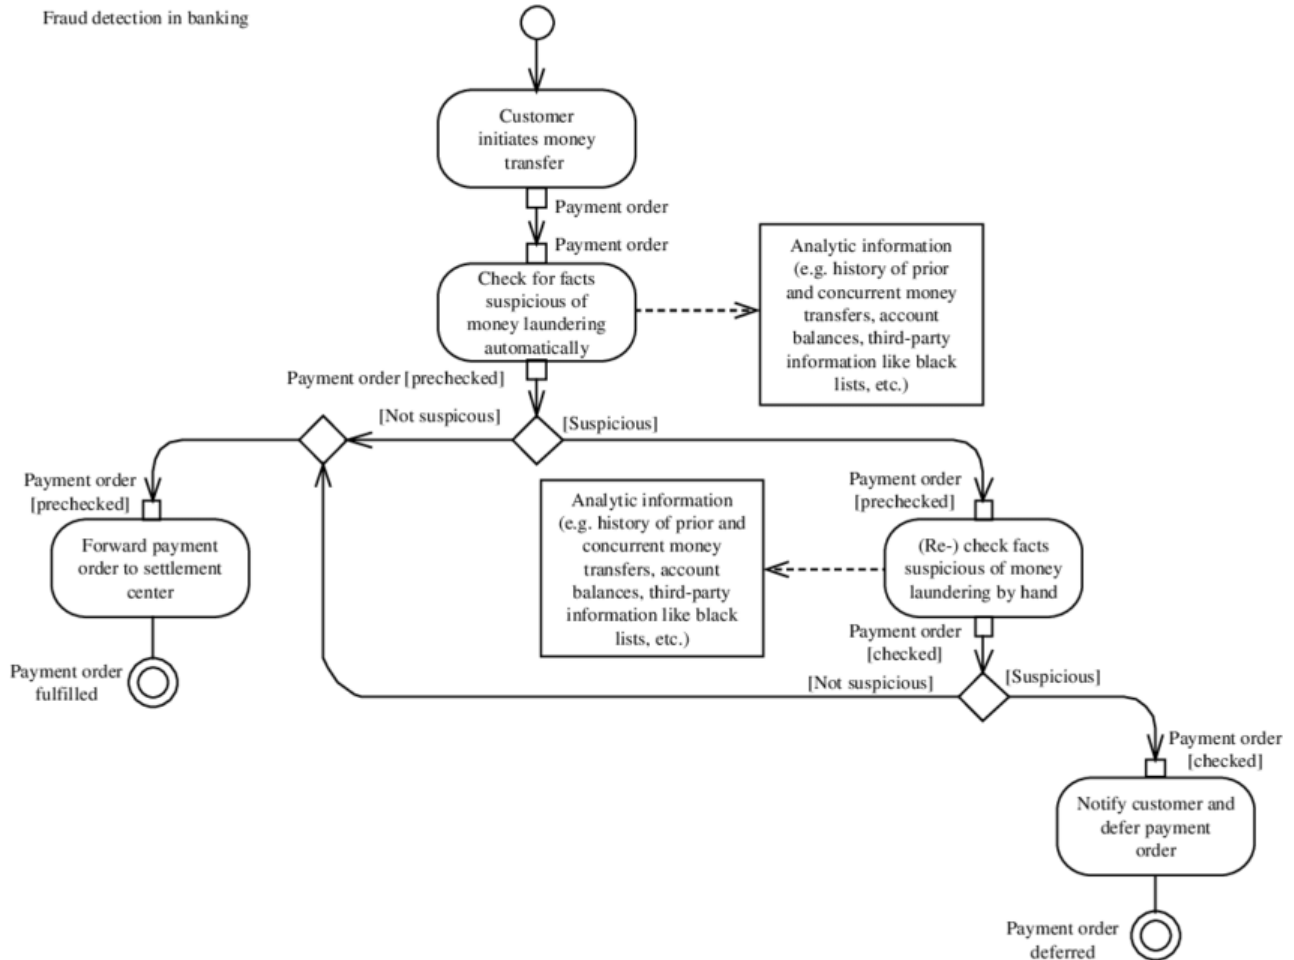 Fraud detection in banking
Customer
initiates money
transfer
Payment order
Payment order
Check for facts
suspicious of
money laundering
automatically
Analytic information
(e.g. history of prior
and concurrent money
transfers, account
balances, third-party
information like black
lists, etc.)
Payment order [prechecked]
[Not suspicous]
[Suspicious]
Payment order
[prechecked]
Forward payment
order to settlement
center
Payment order
fulfilled
Analytic information
(e.g. history of prior and
concurrent money
transfers, account
balances, third-party
information like black
lists, etc.)
Payment order
[prechecked]
(Re-) check facts
suspicious of money
laundering by hand
Payment order
[checked]
[Not suspicious]
[Suspicious]
Payment order
[checked]
Notify customer and
defer payment
order
Payment order
deferred